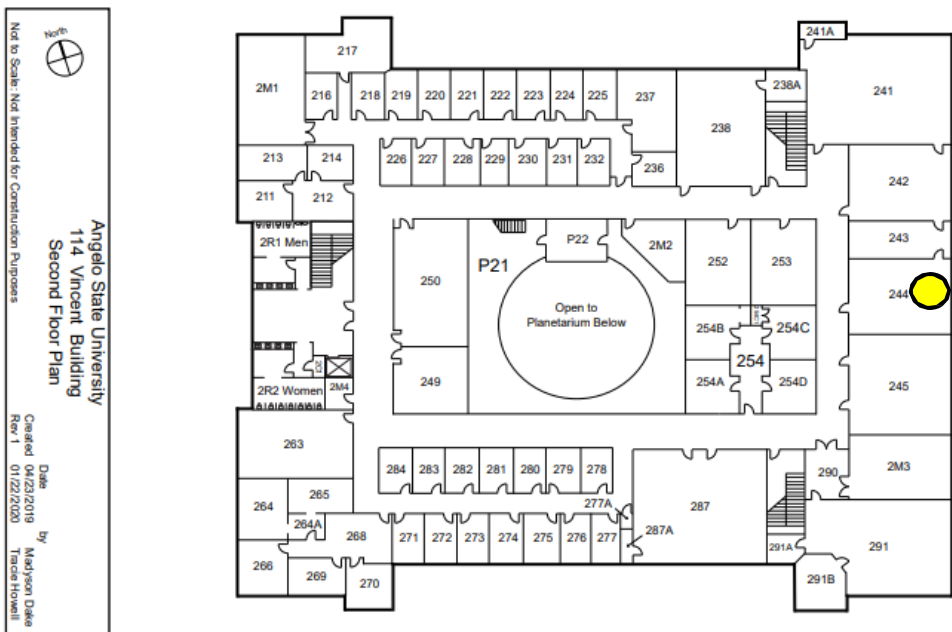 North
Angelo State University
114 Vincent Building
Second Floor Plan
Not to Scale: Not Intended for Construction Purposes
Date by
Created 04/23/2019 Madyson Dake
Rev 1 01/22/2020 Tracie Howell
217
241A
2M1
216
218
219
220
221
222
223
224
225
237
238
238A
241
213
214
226
227
228
229
230
231
232
236
242
211
212
243
2R1 Men
250
P21
P22
2M2
252
253
244
Open to
Planetarium Below
254B
254C
254
254A
254D
249
245
2R2 Women
2M4
263
284
283
282
281
280
279
278
290
2M3
264
265
264A
268
277A
287
287A
271
272
273
274
275
276
277
291A
291
266
269
270
291B